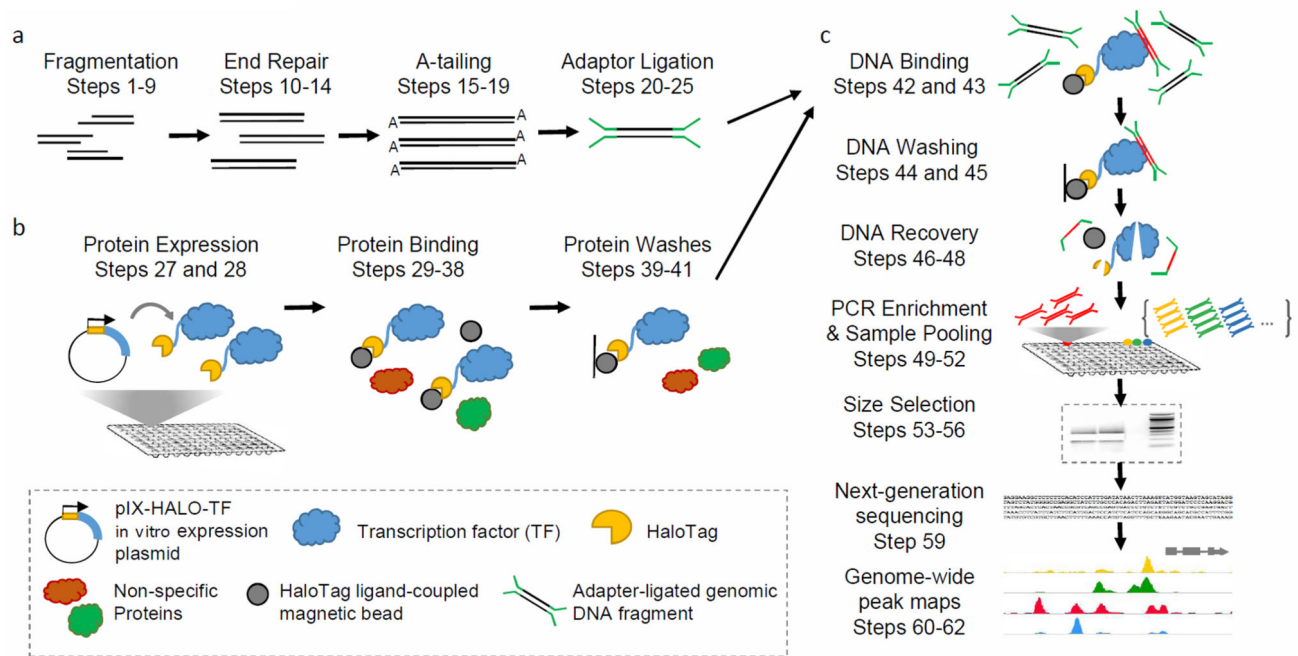 a
Fragmentation
Steps 1-9
End Repair
Steps 10-14
A-tailing
Steps 15-19
Adaptor Ligation
Steps 20-25
A
A
A
A
A
A
b
Protein Expression
Steps 27 and 28
Protein Binding
Steps 29-38
Protein Washes
Steps 39-41
c
DNA Binding
Steps 42 and 43
DNA Washing
Steps 44 and 45
DNA Recovery
Steps 46-48
PCR Enrichment
& Sample Pooling
Steps 49-52
{ ... }
Size Selection
Steps 53-56
Next-generation
sequencing
Step 59
Genome-wide
peak maps
Steps 60-62
pIX-HALO-TF
in vitro expression
plasmid
Transcription factor (TF)
HaloTag
Non-specific
Proteins
HaloTag ligand-coupled
magnetic bead
Adapter-ligated genomic
DNA fragment